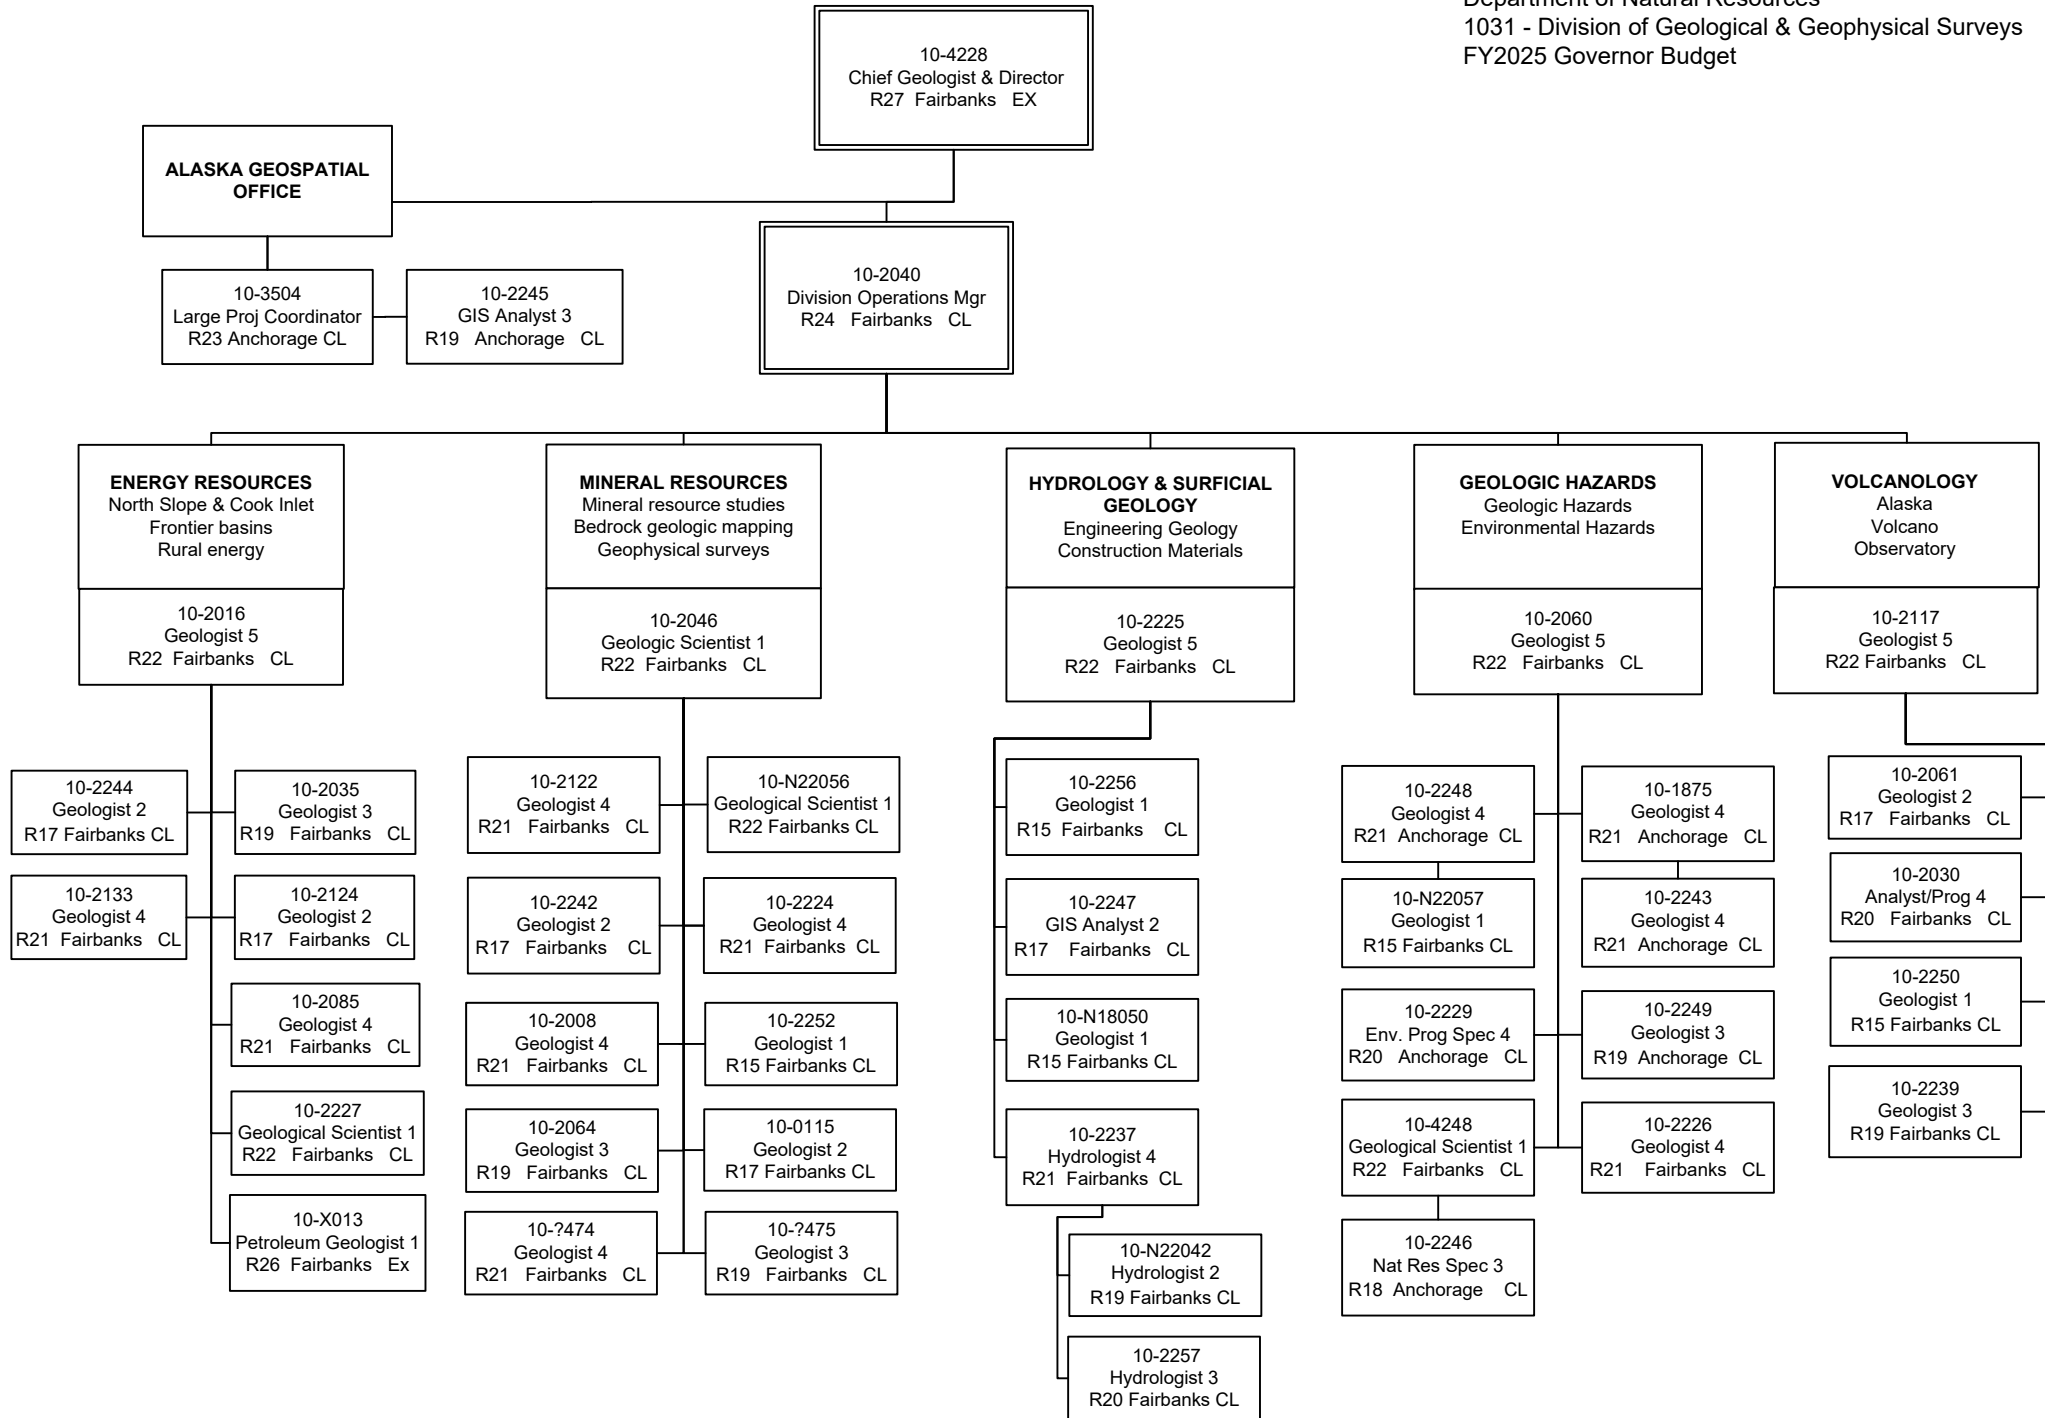 Department of Natural Resources
1031 - Division of Geological & Geophysical Surveys
FY2025 Governor Budget
10-4228
Chief Geologist & Director
R27 Fairbanks EX
ALASKA GEOSPATIAL
OFFICE
10-3504
Large Proj Coordinator
R23 Anchorage CL
10-2245
GIS Analyst 3
R19 Anchorage CL
10-2040
Division Operations Mgr
R24 Fairbanks CL
ENERGY RESOURCES
North Slope & Cook Inlet
Frontier basins
Rural energy
10-2016
Geologist 5
R22 Fairbanks CL
10-2244
Geologist 2
R17 Fairbanks CL
10-2035
Geologist 3
R19 Fairbanks CL
10-2133
Geologist 4
R21 Fairbanks CL
10-2124
Geologist 2
R17 Fairbanks CL
10-2085
Geologist 4
R21 Fairbanks CL
10-2227
Geological Scientist 1
R22 Fairbanks CL
10-X013
Petroleum Geologist 1
R26 Fairbanks Ex
MINERAL RESOURCES
Mineral resource studies
Bedrock geologic mapping
Geophysical surveys
10-2046
Geologic Scientist 1
R22 Fairbanks CL
10-2122
Geologist 4
R21 Fairbanks CL
10-N22056
Geological Scientist 1
R22 Fairbanks CL
10-2242
Geologist 2
R17 Fairbanks CL
10-2224
Geologist 4
R21 Fairbanks CL
10-2008
Geologist 4
R21 Fairbanks CL
10-2252
Geologist 1
R15 Fairbanks CL
10-2064
Geologist 3
R19 Fairbanks CL
10-0115
Geologist 2
R17 Fairbanks CL
10-?474
Geologist 4
R21 Fairbanks CL
10-?475
Geologist 3
R19 Fairbanks CL
HYDROLOGY & SURFICIAL
GEOLOGY
Engineering Geology
Construction Materials
10-2225
Geologist 5
R22 Fairbanks CL
10-2256
Geologist 1
R15 Fairbanks CL
10-2247
GIS Analyst 2
R17 Fairbanks CL
10-N18050
Geologist 1
R15 Fairbanks CL
10-2237
Hydrologist 4
R21 Fairbanks CL
10-N22042
Hydrologist 2
R19 Fairbanks CL
10-2257
Hydrologist 3
R20 Fairbanks CL
GEOLOGIC HAZARDS
Geologic Hazards
Environmental Hazards
10-2060
Geologist 5
R22 Fairbanks CL
10-2248
Geologist 4
R21 Anchorage CL
10-1875
Geologist 4
R21 Anchorage CL
10-N22057
Geologist 1
R15 Fairbanks CL
10-2243
Geologist 4
R21 Anchorage CL
10-2229
Env. Prog Spec 4
R20 Anchorage CL
10-2249
Geologist 3
R19 Anchorage CL
10-4248
Geological Scientist 1
R22 Fairbanks CL
10-2226
Geologist 4
R21 Fairbanks CL
10-2246
Nat Res Spec 3
R18 Anchorage CL
VOLCANOLOGY
Alaska
Volcano
Observatory
10-2117
Geologist 5
R22 Fairbanks CL
10-2061
Geologist 2
R17 Fairbanks CL
10-2030
Analyst/Prog 4
R20 Fairbanks CL
10-2250
Geologist 1
R15 Fairbanks CL
10-2239
Geologist 3
R19 Fairbanks CL